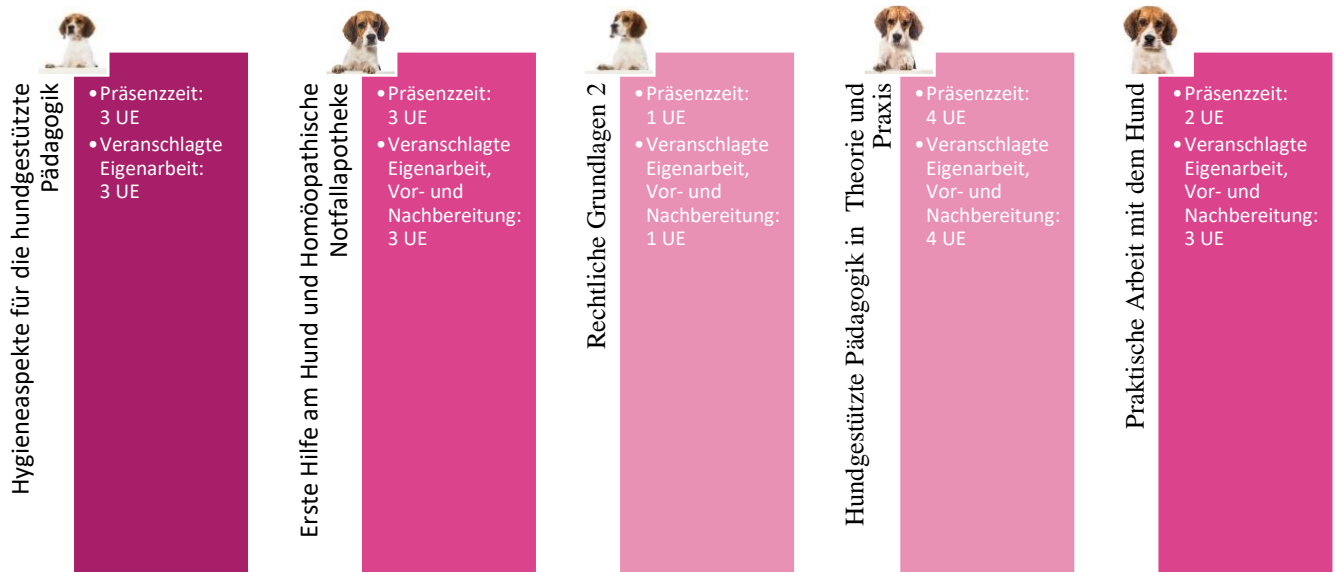 Hygieneaspekte für die hundgestützte
Pädagogik
•Präsenzzeit:
3 UE
•Veranschlagte
Eigenarbeit:
3 UE
Erste Hilfe am Hund und Homöopathische
Notfallapotheke
•Präsenzzeit:
3 UE
•Veranschlagte
Eigenarbeit,
Vor- und
Nachbereitung:
3 UE
Rechtliche Grundlagen 2
•Präsenzzeit:
1 UE
•Veranschlagte
Eigenarbeit,
Vor- und
Nachbereitung:
1 UE
Hundgestützte Pädagogik in Theorie und
Praxis
•Präsenzzeit:
4 UE
•Veranschlagte
Eigenarbeit,
Vor- und
Nachbereitung:
4 UE
Praktische Arbeit mit dem Hund
•Präsenzzeit:
2 UE
•Veranschlagte
Eigenarbeit,
Vor- und
Nachbereitung:
3 UE